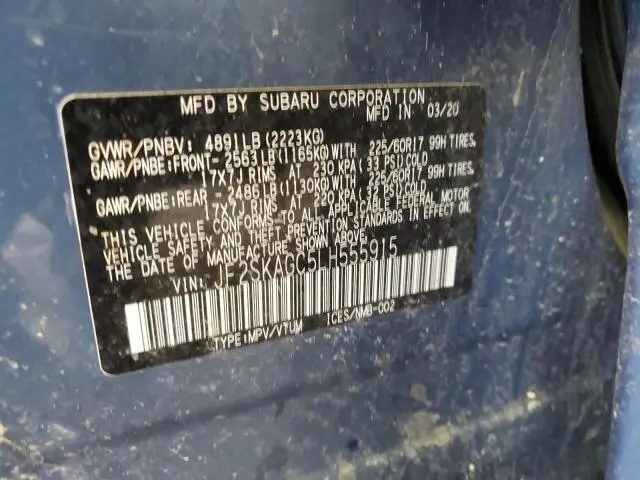 MFD BY SUBARU CORPORATION
MFD IN 03/20
GVWR/PNBV: 4891LB(2223KG)
GAWR/PNBE:FRONT- 2563LB(1165KG)WITH 225/60R17 99H TIRES,
17X7J RIMS AT 230 KPA(33 PSI)COLD
GAWR/PNBE:REAR -2486LB(1130KG)WITH 225/60R17 99H TIRES,
17X7J RIMS AT 220 KPA(32 PSI)COLD
THIS VEHICLE CONFORMS TO ALL APPLICABLE FEDERAL MOTOR
VEHICLE SAFETY AND THEFT PREVENTION STANDARDS IN EFFECT
ON THE DATE OF MANUFACTURE SHOWN ABOVE.
VIN: JF2SKAGC5LH555915
TYPE:MPV/VTUM ICES/NMB-002